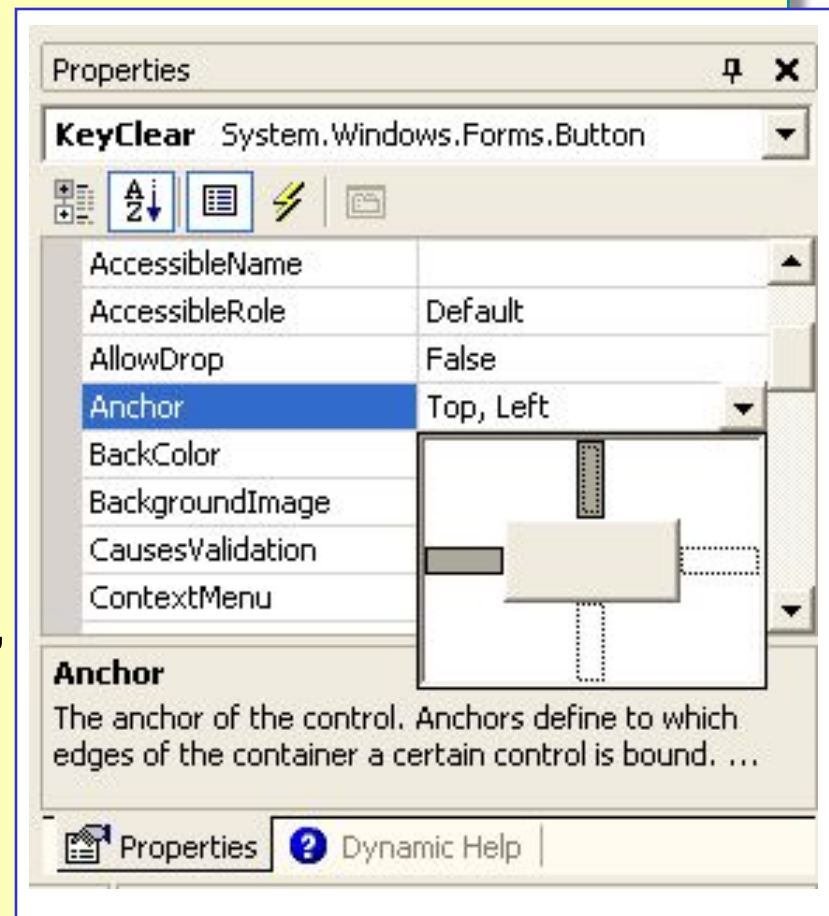 Properties
KeyClear System.Windows.Forms.Button
AccessibleName
AccessibleRole Default
AllowDrop False
Anchor Top, Left
BackColor
BackgroundImage
CausesValidation
ContextMenu
Anchor
The anchor of the control. Anchors define to which
edges of the container a certain control is bound. ...
Properties Dynamic Help